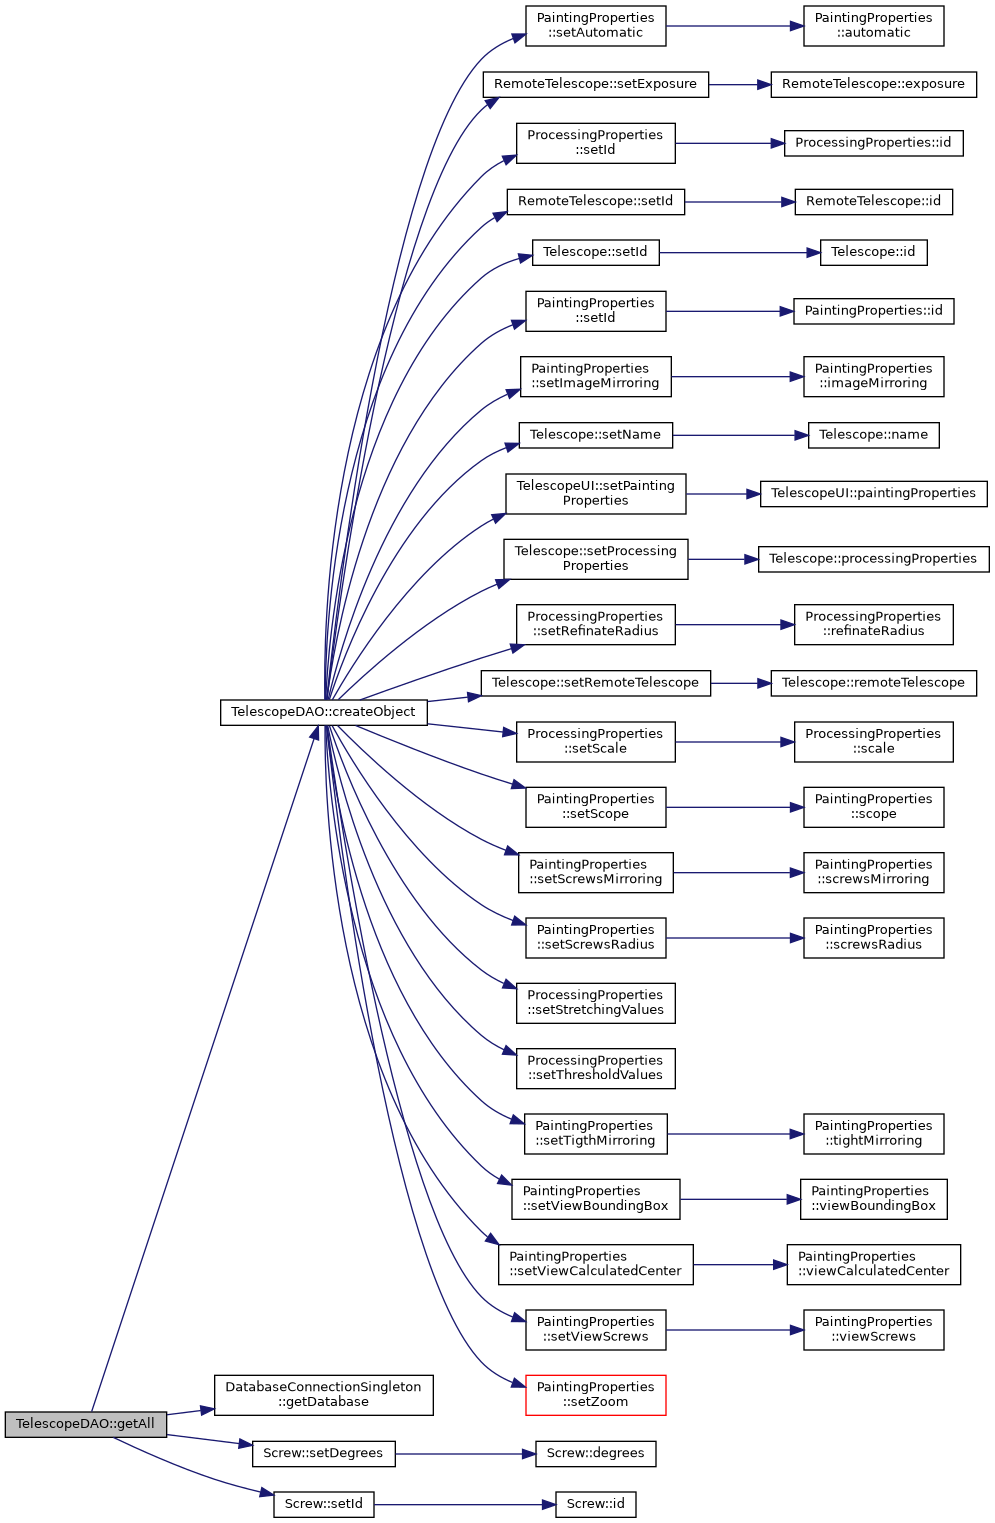 PaintingProperties
::setAutomatic
PaintingProperties
::automatic
RemoteTelescope::setExposure
RemoteTelescope::exposure
ProcessingProperties
::setId
ProcessingProperties::id
RemoteTelescope::setId
RemoteTelescope::id
Telescope::setId
Telescope::id
PaintingProperties
::setId
PaintingProperties::id
PaintingProperties
::setImageMirroring
PaintingProperties
::imageMirroring
Telescope::setName
Telescope::name
TelescopeUI::setPainting
Properties
TelescopeUI::paintingProperties
Telescope::setProcessing
Properties
Telescope::processingProperties
ProcessingProperties
::setRefinateRadius
ProcessingProperties
::refinateRadius
Telescope::setRemoteTelescope
Telescope::remoteTelescope
TelescopeDAO::createObject
ProcessingProperties
::setScale
ProcessingProperties
::scale
PaintingProperties
::setScope
PaintingProperties
::scope
PaintingProperties
::setScrewsMirroring
PaintingProperties
::screwsMirroring
PaintingProperties
::setScrewsRadius
PaintingProperties
::screwsRadius
ProcessingProperties
::setStretchingValues
ProcessingProperties
::setThresholdValues
PaintingProperties
::setTigthMirroring
PaintingProperties
::tightMirroring
PaintingProperties
::setViewBoundingBox
PaintingProperties
::viewBoundingBox
PaintingProperties
::setViewCalculatedCenter
PaintingProperties
::viewCalculatedCenter
PaintingProperties
::setViewScrews
PaintingProperties
::viewScrews
PaintingProperties
::setZoom
DatabaseConnectionSingleton
::getDatabase
TelescopeDAO::getAll
Screw::setDegrees
Screw::degrees
Screw::setId
Screw::id